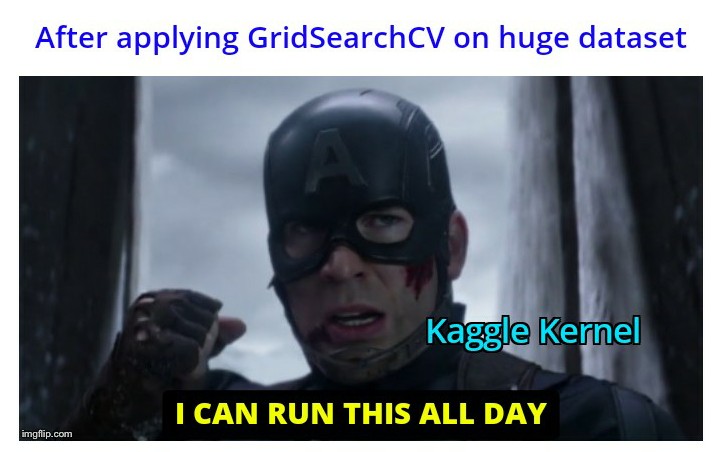 After applying GridSearchCV on huge dataset
A
Kaggle Kernel
I CAN RUN THIS ALL DAY
imgflip.com